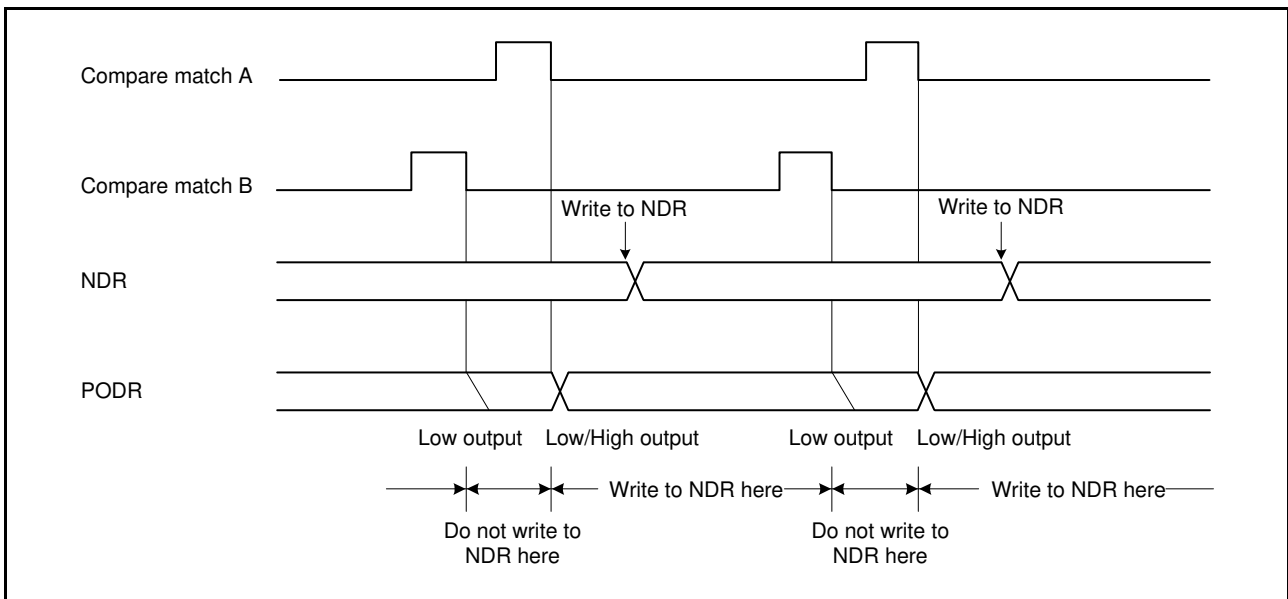 Compare match A
Compare match B
Write to NDR Write to NDR
NDR
PODR
Low output Low/High output Low output Low/High output
Write to NDR here Write to NDR here
Do not write to Do not write to
NDR here NDR here